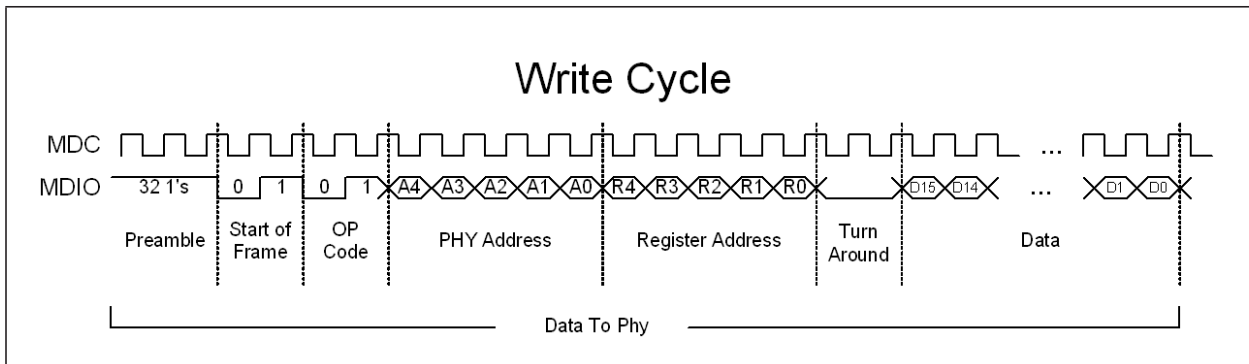 Write Cycle
MDC ...
MDIO 32 1's 0 1 0 1 A4 A3 A2 A1 A0 R4 R3 R2 R1 R0 D15 D14 ... D1 D0
Preamble Start of Frame OP Code PHY Address Register Address Turn Around Data
Data To Phy